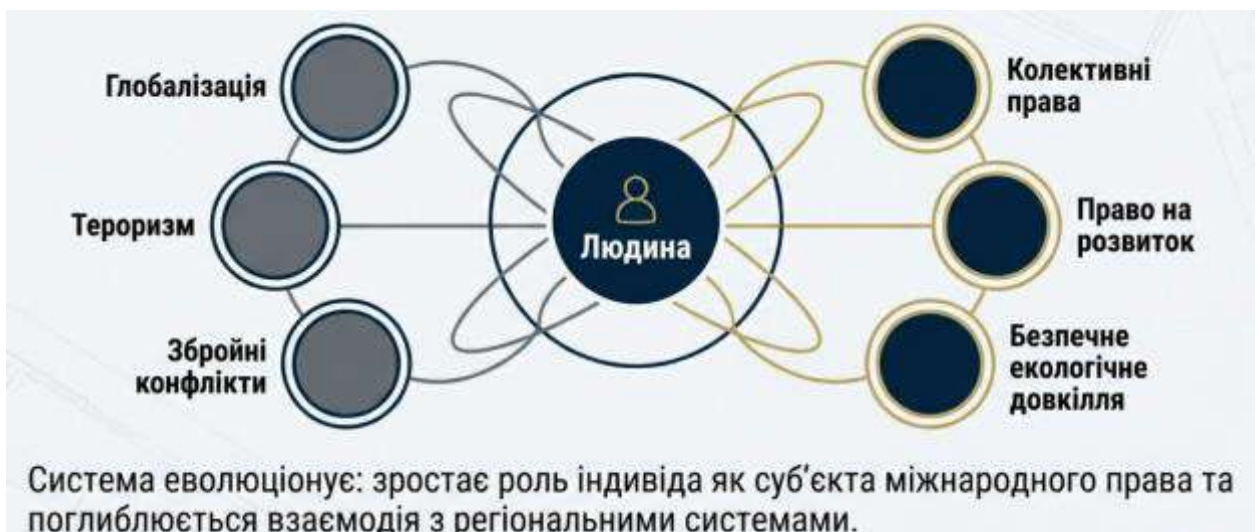 Глобалізація
Тероризм
Збройні
конфлікти
Людина
Колективні
права
Право на
розвиток
Безпечне
екологічне
довкілля
Система еволюціонує: зростає роль індивіда як суб'єкта міжнародного права та
поглиблюється взаємодія з регіональними системами.